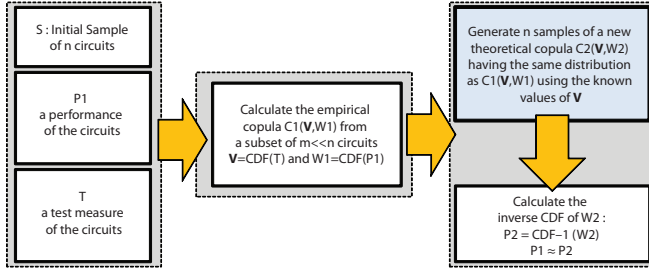 S : Initial Sample
of n circuits
P1
a performance
of the circuits
T
a test measure
of the circuits
Calculate the empirical
copula C1(V,W1) from
a subset of m<<n circuits
V=CDF(T) and W1=CDF(P1)
Generate n samples of a new
theoretical copula C2(V,W2)
having the same distribution
as C1(V,W1) using the known
values of V
Calculate the
inverse CDF of W2 :
P2 = CDF–1 (W2)
P1 ≈ P2